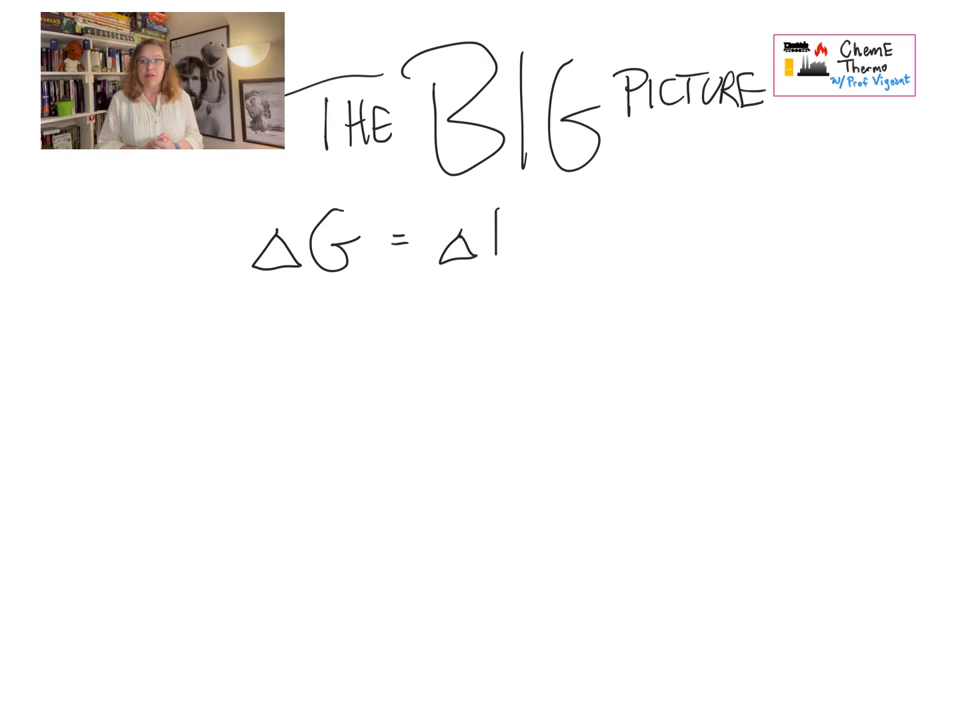 THE BIG PICTURE
ChemE
Thermo
w/ Prof Vigeant
ΔG = Δ